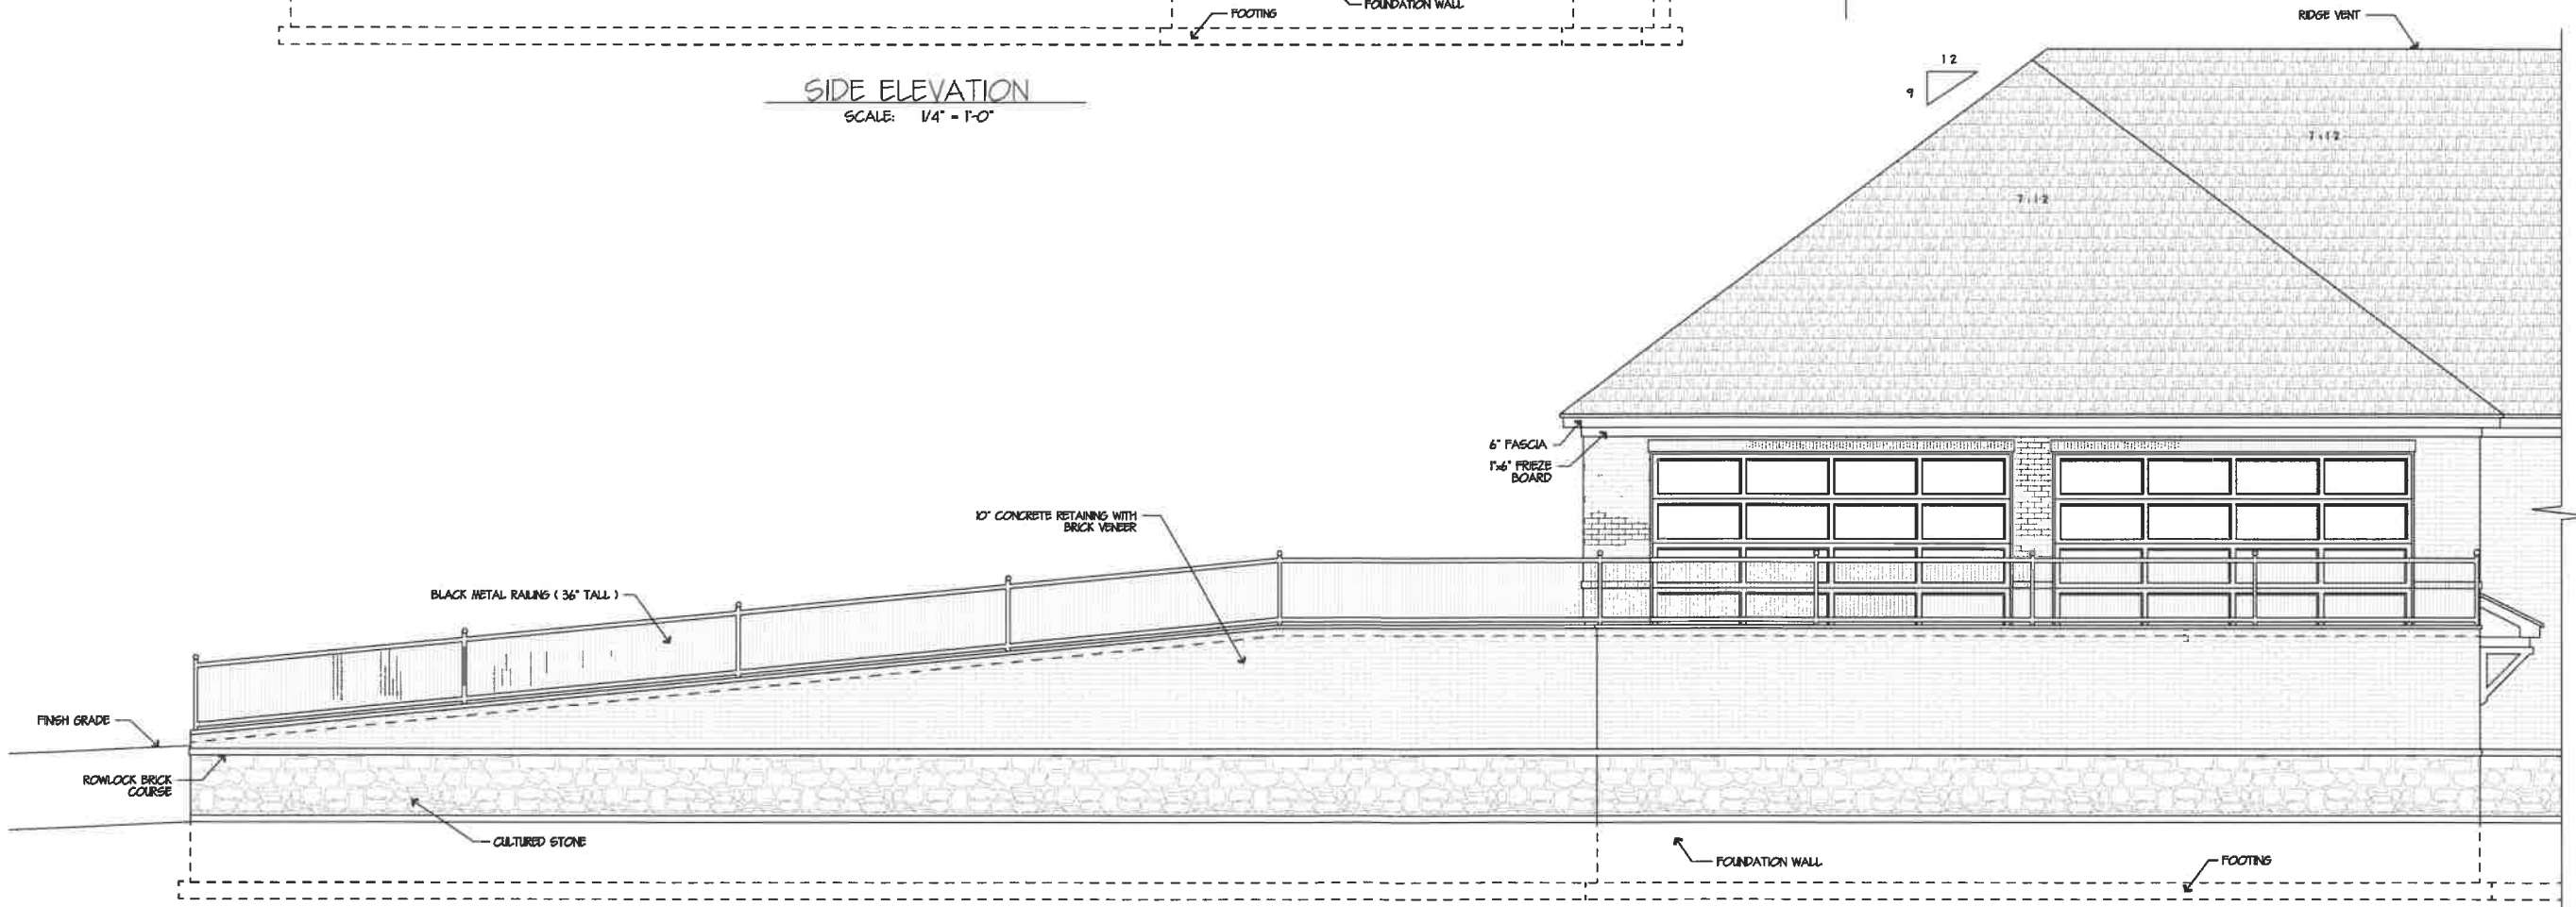 FOOTING
FOUNDATION WALL
SIDE ELEVATION
SCALE: 1/4" = 1'-0"
RIDGE VENT
12
9
7:12
7:12
6" FASCIA
1"x6" FRIEZE
BOARD
10" CONCRETE RETAINING WITH
BRICK VENEER
BLACK METAL RAILING ( 36" TALL )
FINISH GRADE
ROWLOCK BRICK
COURSE
CULTURED STONE
FOUNDATION WALL
FOOTING